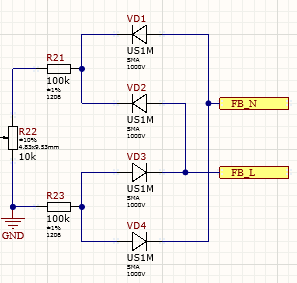 VD1
US1M
SMA
1000V
R21
100k
±1%
1206
VD2
US1M
SMA
1000V
FB_N
R22
±10%
4.83x9.53mm
10k
VD3
US1M
SMA
1000V
FB_L
R23
100k
±1%
1206
GND
VD4
US1M
SMA
1000V